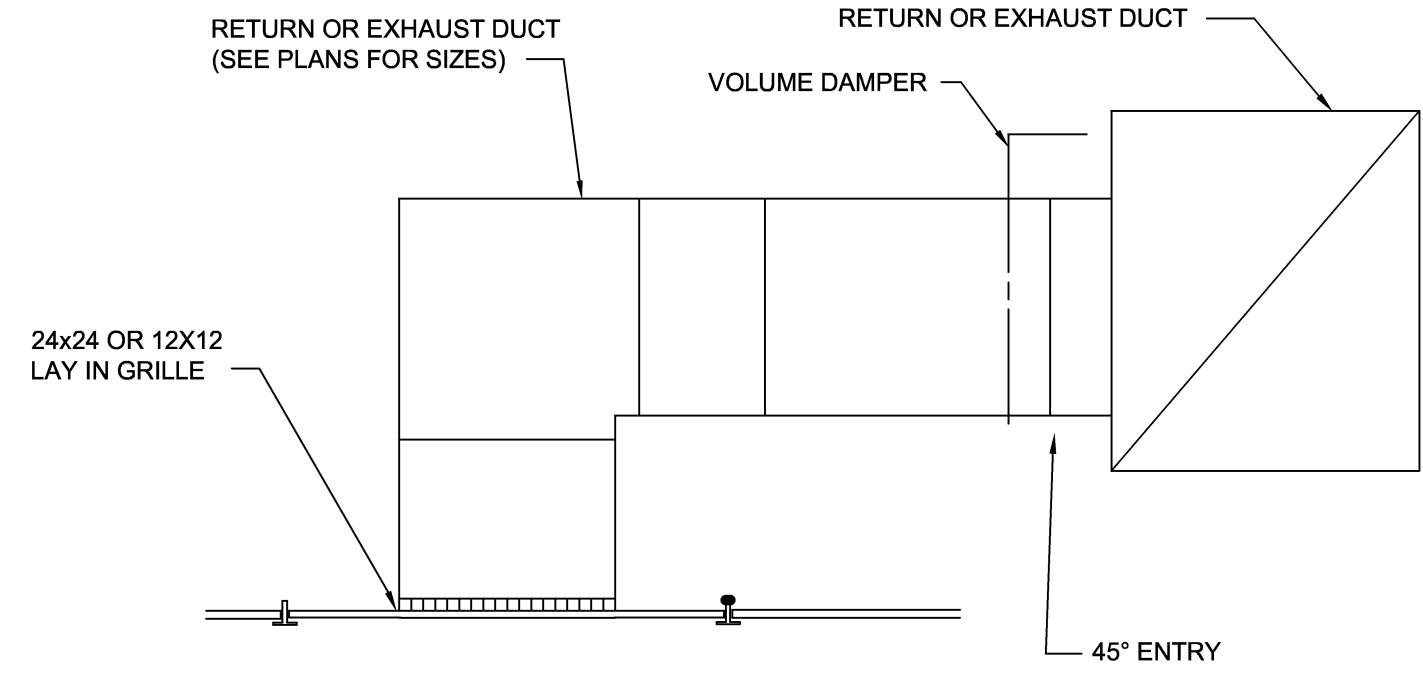 RETURN OR EXHAUST DUCT
(SEE PLANS FOR SIZES)
RETURN OR EXHAUST DUCT
VOLUME DAMPER
24x24 OR 12X12
LAY IN GRILLE
45° ENTRY